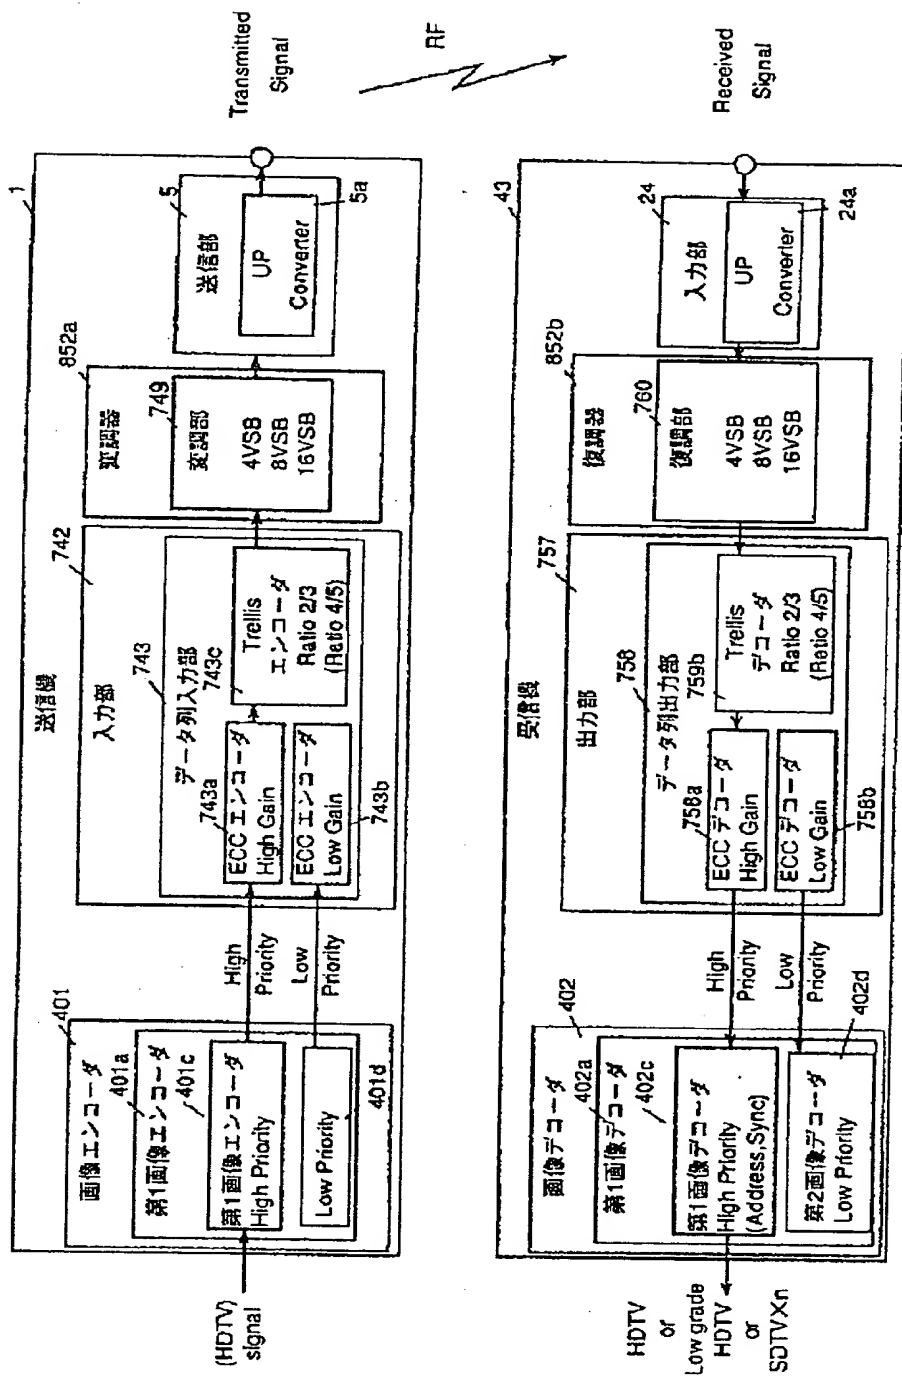 送信機
1
画像エンコーダ
401
第1画像エンコーダ
401a
401c
第1画像エンコーダ
High Priority
Low Priority
401d
(HDTV)
signal
High
Priority
Low
Priority
入力部
742
データ列入力部
743
743a
743c
ECC エンコーダ
High Gain
ECC エンコーダ
Low Gain
743b
Trellis
エンコーダ
Ratio 2/3
(Ratio 4/5)
変調器
852a
変調部
749
4VSB
8VSB
16VSB
送信部
5
UP
Converter
5a
Transmitted
Signal
RF
受信機
43
画像デコーダ
402
第1画像デコーダ
402a
402c
第1画像デコーダ
High Priority
(Address,Sync)
第2画像デコーダ
Low Priority
402d
HDTV
or
Low grade
HDTV
or
SDTV×n
High
Priority
Low
Priority
出力部
757
データ列出力部
758
758a
759b
ECC デコーダ
High Gain
ECC デコーダ
Low Gain
758b
Trellis
デコーダ
Ratio 2/3
(Ratio 4/5)
復調器
852b
復調部
760
4VSB
8VSB
16VSB
入力部
24
UP
Converter
24a
Received
Signal